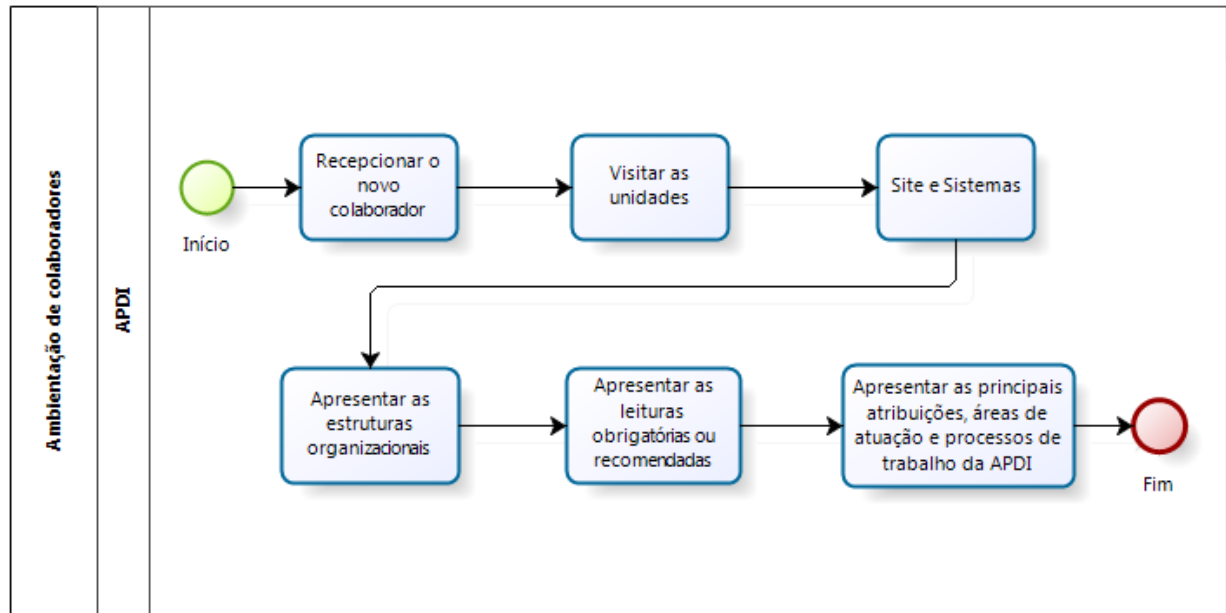 Ambientação de colaboradores
APDI
Início
Recepcionar o
novo
colaborador
Visitar as
unidades
Site e Sistemas
Apresentar as
estruturas
organizacionais
Apresentar as
leituras
obrigatórias ou
recomendadas
Apresentar as principais
atribuições, áreas de
atuação e processos de
trabalho da APDI
Fim